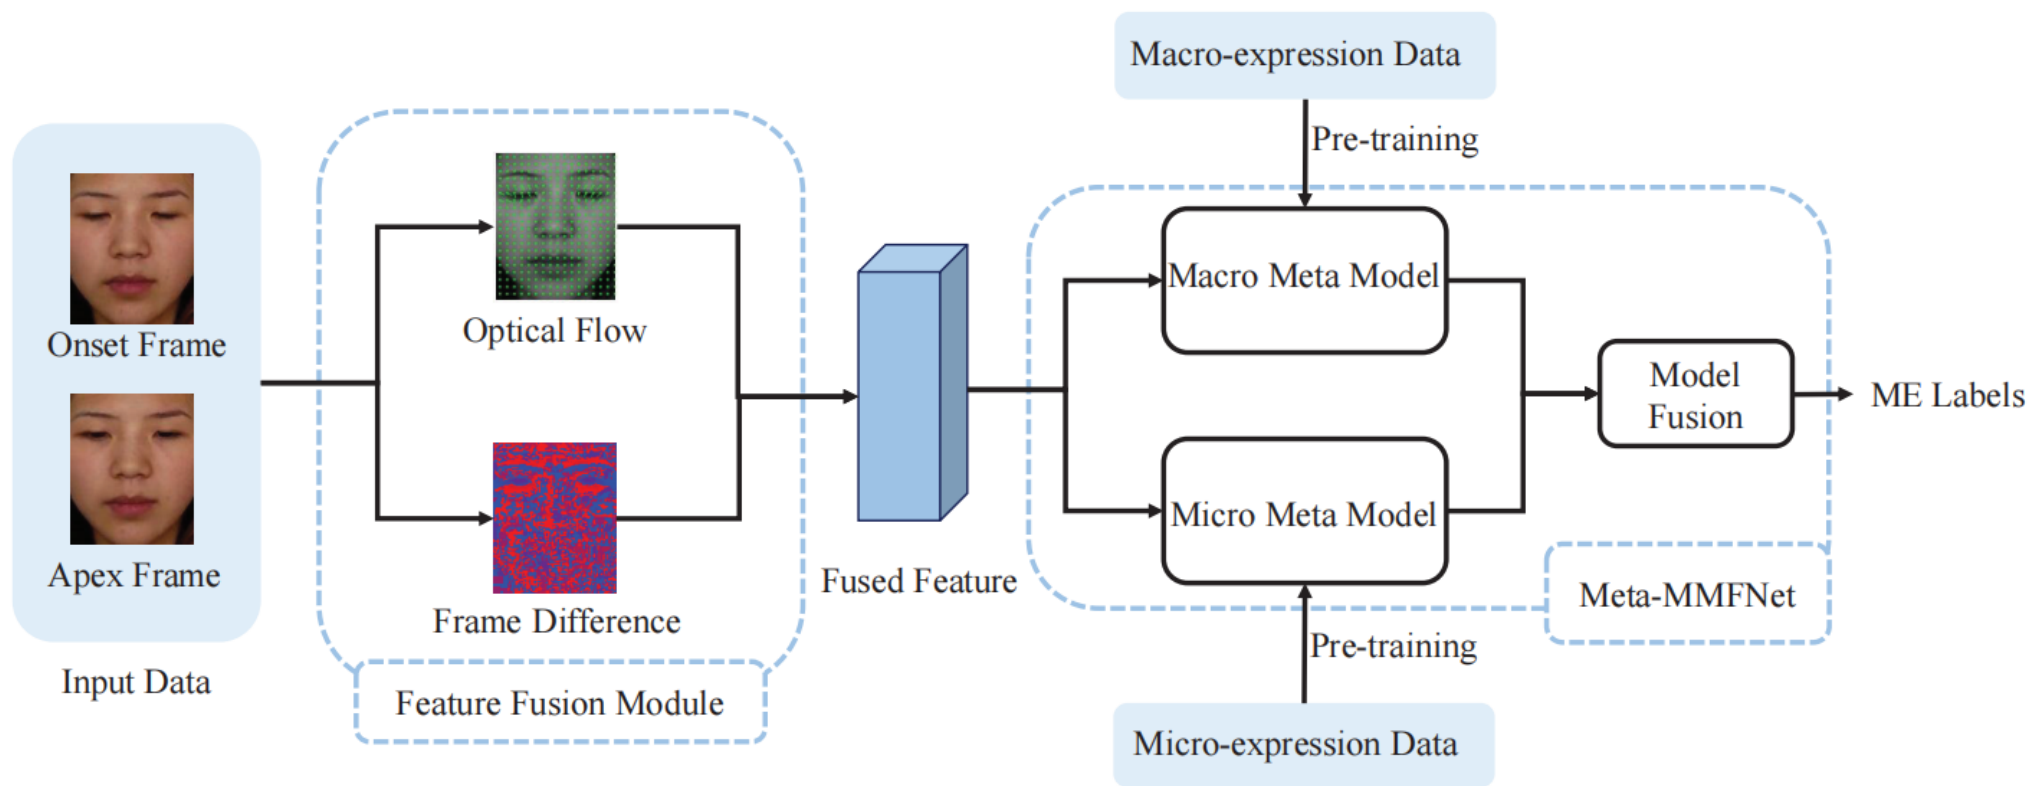 Macro-expression Data
Pre-training
Onset Frame
Apex Frame
Input Data
Optical Flow
Frame Difference
Feature Fusion Module
Fused Feature
Macro Meta Model
Micro Meta Model
Model
Fusion
ME Labels
Meta-MMFNet
Pre-training
Micro-expression Data